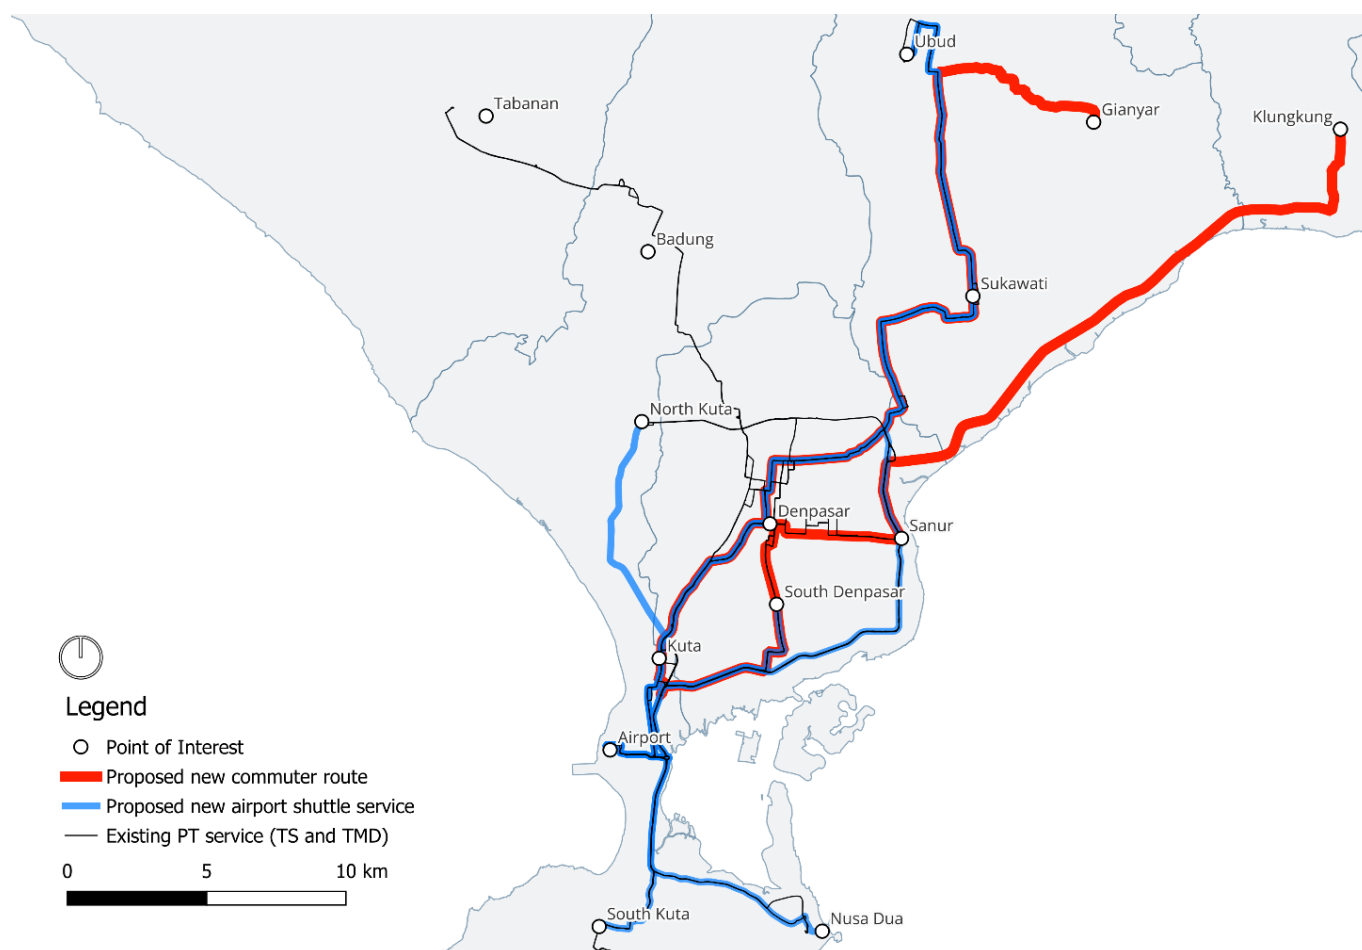 Ubud
Tabanan
Gianyar
Klungkung
Badung
Sukawati
North Kuta
Denpasar
Sanur
South Denpasar
Kuta
Airport
South Kuta
Nusa Dua
Legend
Point of Interest
Proposed new commuter route
Proposed new airport shuttle service
Existing PT service (TS and TMD)
0 5 10 km